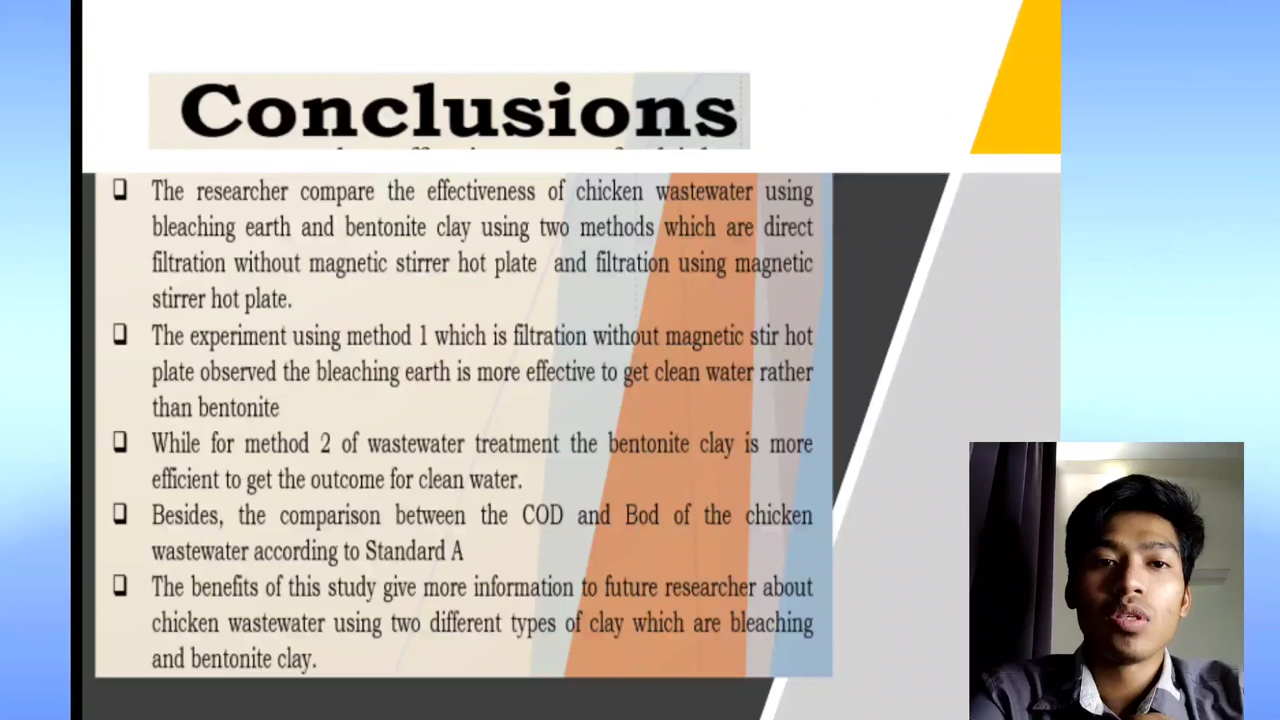 Conclusions
The researcher compare the effectiveness of chicken wastewater using
bleaching earth and bentonite clay using two methods which are direct
filtration without magnetic stirrer hot plate and filtration using magnetic
stirrer hot plate.
The experiment using method 1 which is filtration without magnetic stir hot
plate observed the bleaching earth is more effective to get clean water rather
than bentonite
While for method 2 of wastewater treatment the bentonite clay is more
efficient to get the outcome for clean water.
Besides, the comparison between the COD and Bod of the chicken
wastewater according to Standard A
The benefits of this study give more information to future researcher about
chicken wastewater using two different types of clay which are bleaching
and bentonite clay.